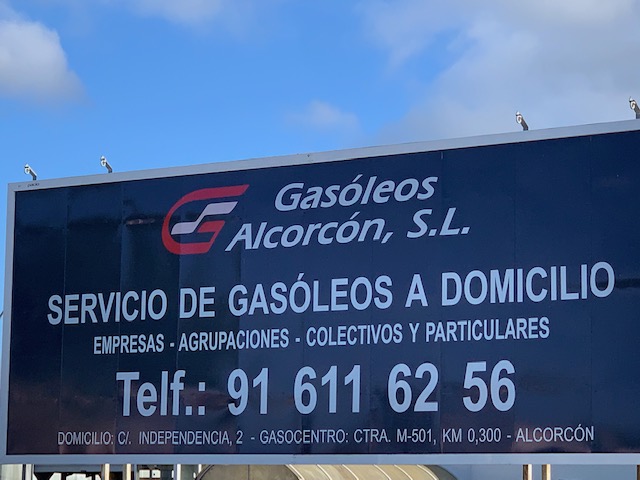 Gasóleos
Alcorcón, S.L.
SERVICIO DE GASÓLEOS A DOMICILIO
EMPRESAS - AGRUPACIONES - COLECTIVOS Y PARTICULARES
Telf.: 91 611 62 56
DOMICILIO: C/. INDEPENDENCIA, 2 - GASOCENTRO: CTRA. M-501, KM 0,300 - ALCORCÓN